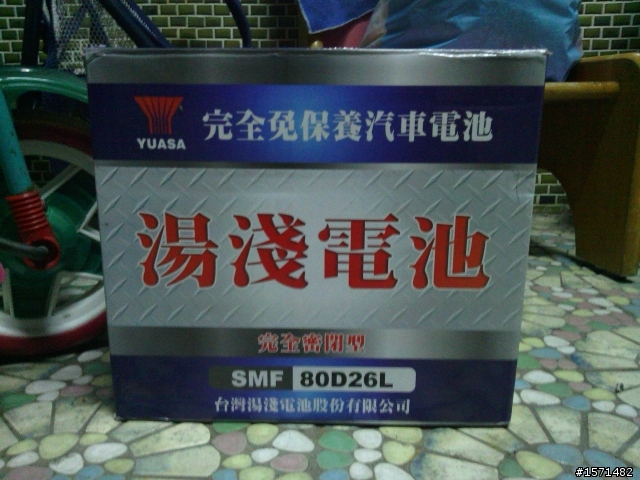 完全免保養汽車電池
YUASA
湯淺電池
完全密閉型
SMF 80D26L
台灣湯淺電池股份有限公司
#1571482